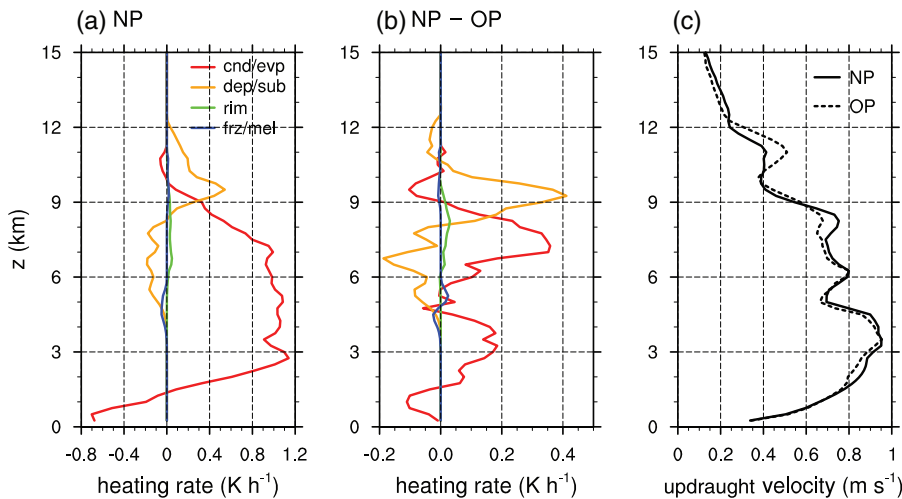 (a) NP
(b) NP − OP
(c)
cnd/evp
dep/sub
rim
frz/mel
NP
OP
z (km)
15
12
9
6
3
0
15
12
9
6
3
0
15
12
9
6
3
0
-0.8 -0.4 0 0.4 0.8 1.2
-0.2 0 0.2 0.4
0 0.2 0.4 0.6 0.8 1
heating rate (K h⁻¹)
heating rate (K h⁻¹)
updraught velocity (m s⁻¹)